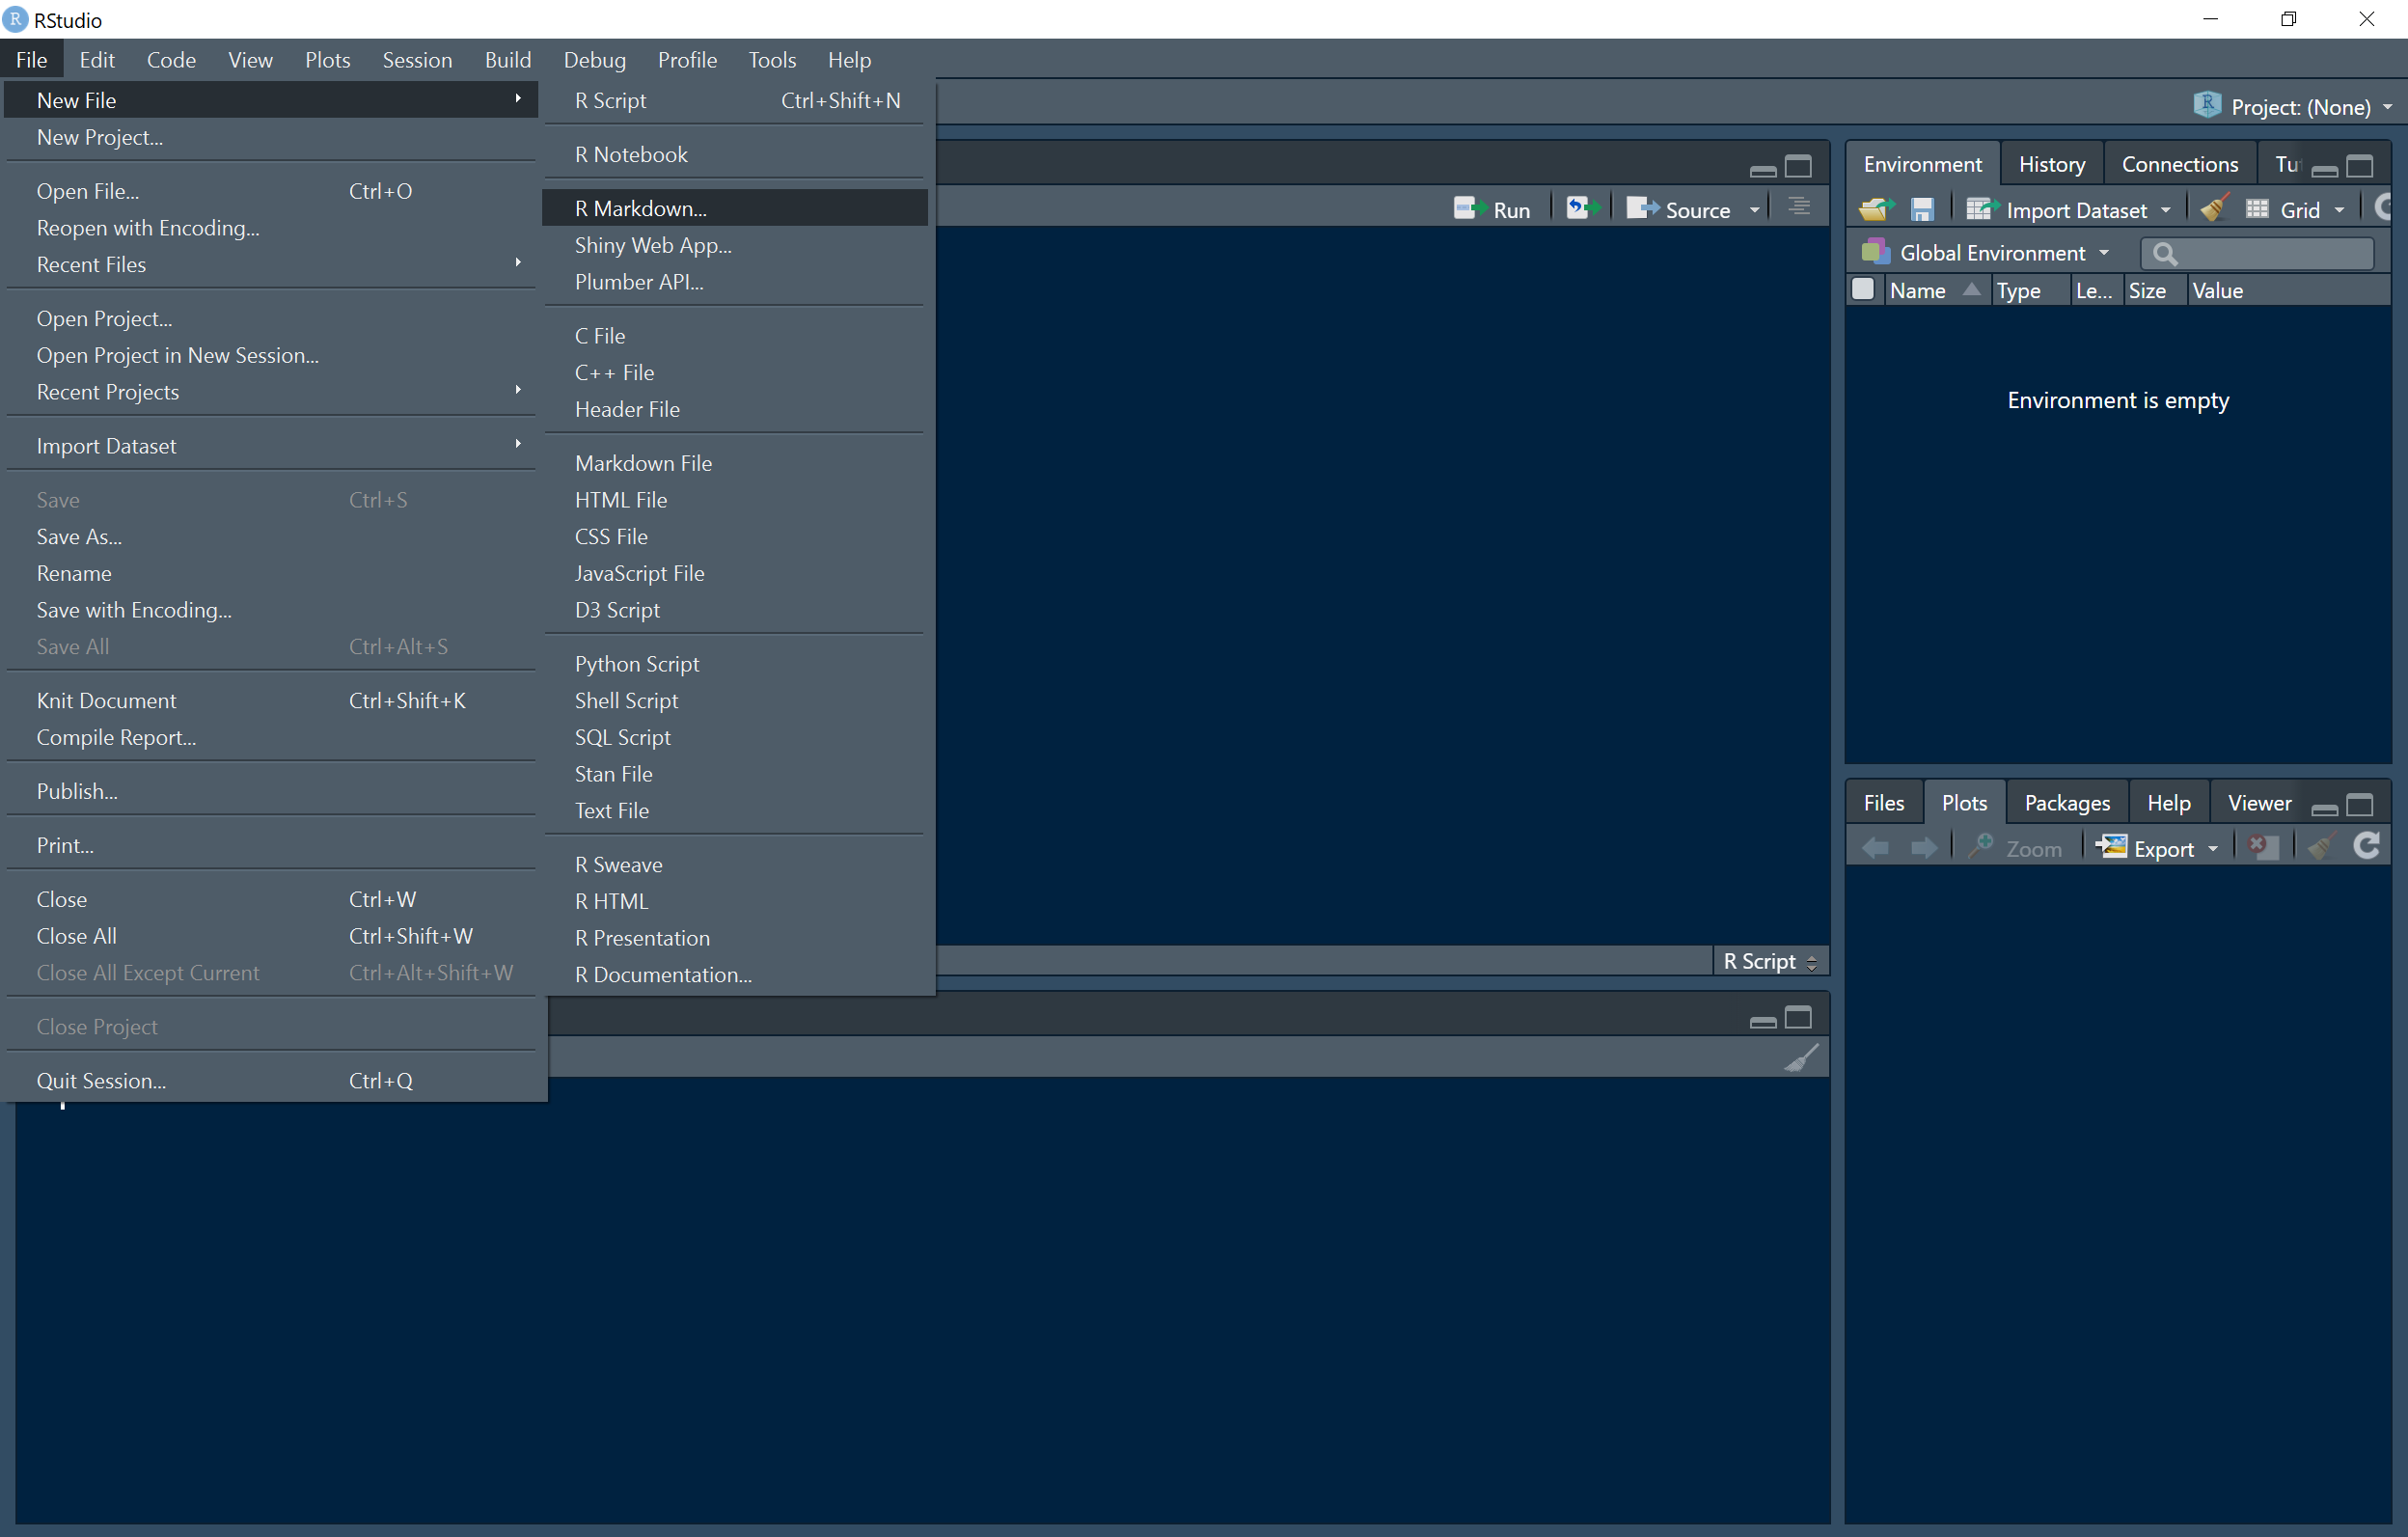 RStudio
File Edit Code View Plots Session Build Debug Profile Tools Help
New File
New Project...
Open File... Ctrl+O
Reopen with Encoding...
Recent Files
Open Project...
Open Project in New Session...
Recent Projects
Import Dataset
Save Ctrl+S
Save As...
Rename
Save with Encoding...
Save All Ctrl+Alt+S
Knit Document Ctrl+Shift+K
Compile Report...
Publish...
Print...
Close Ctrl+W
Close All Ctrl+Shift+W
Close All Except Current Ctrl+Alt+Shift+W
Close Project
Quit Session... Ctrl+Q
R Script Ctrl+Shift+N
R Notebook
R Markdown...
Shiny Web App...
Plumber API...
C File
C++ File
Header File
Markdown File
HTML File
CSS File
JavaScript File
D3 Script
Python Script
Shell Script
SQL Script
Stan File
Text File
R Sweave
R HTML
R Presentation
R Documentation...
Run Source
R Script
Project: (None)
Environment History Connections Tu
Import Dataset Grid
Global Environment
Name Type Le... Size Value
Environment is empty
Files Plots Packages Help Viewer
Zoom Export